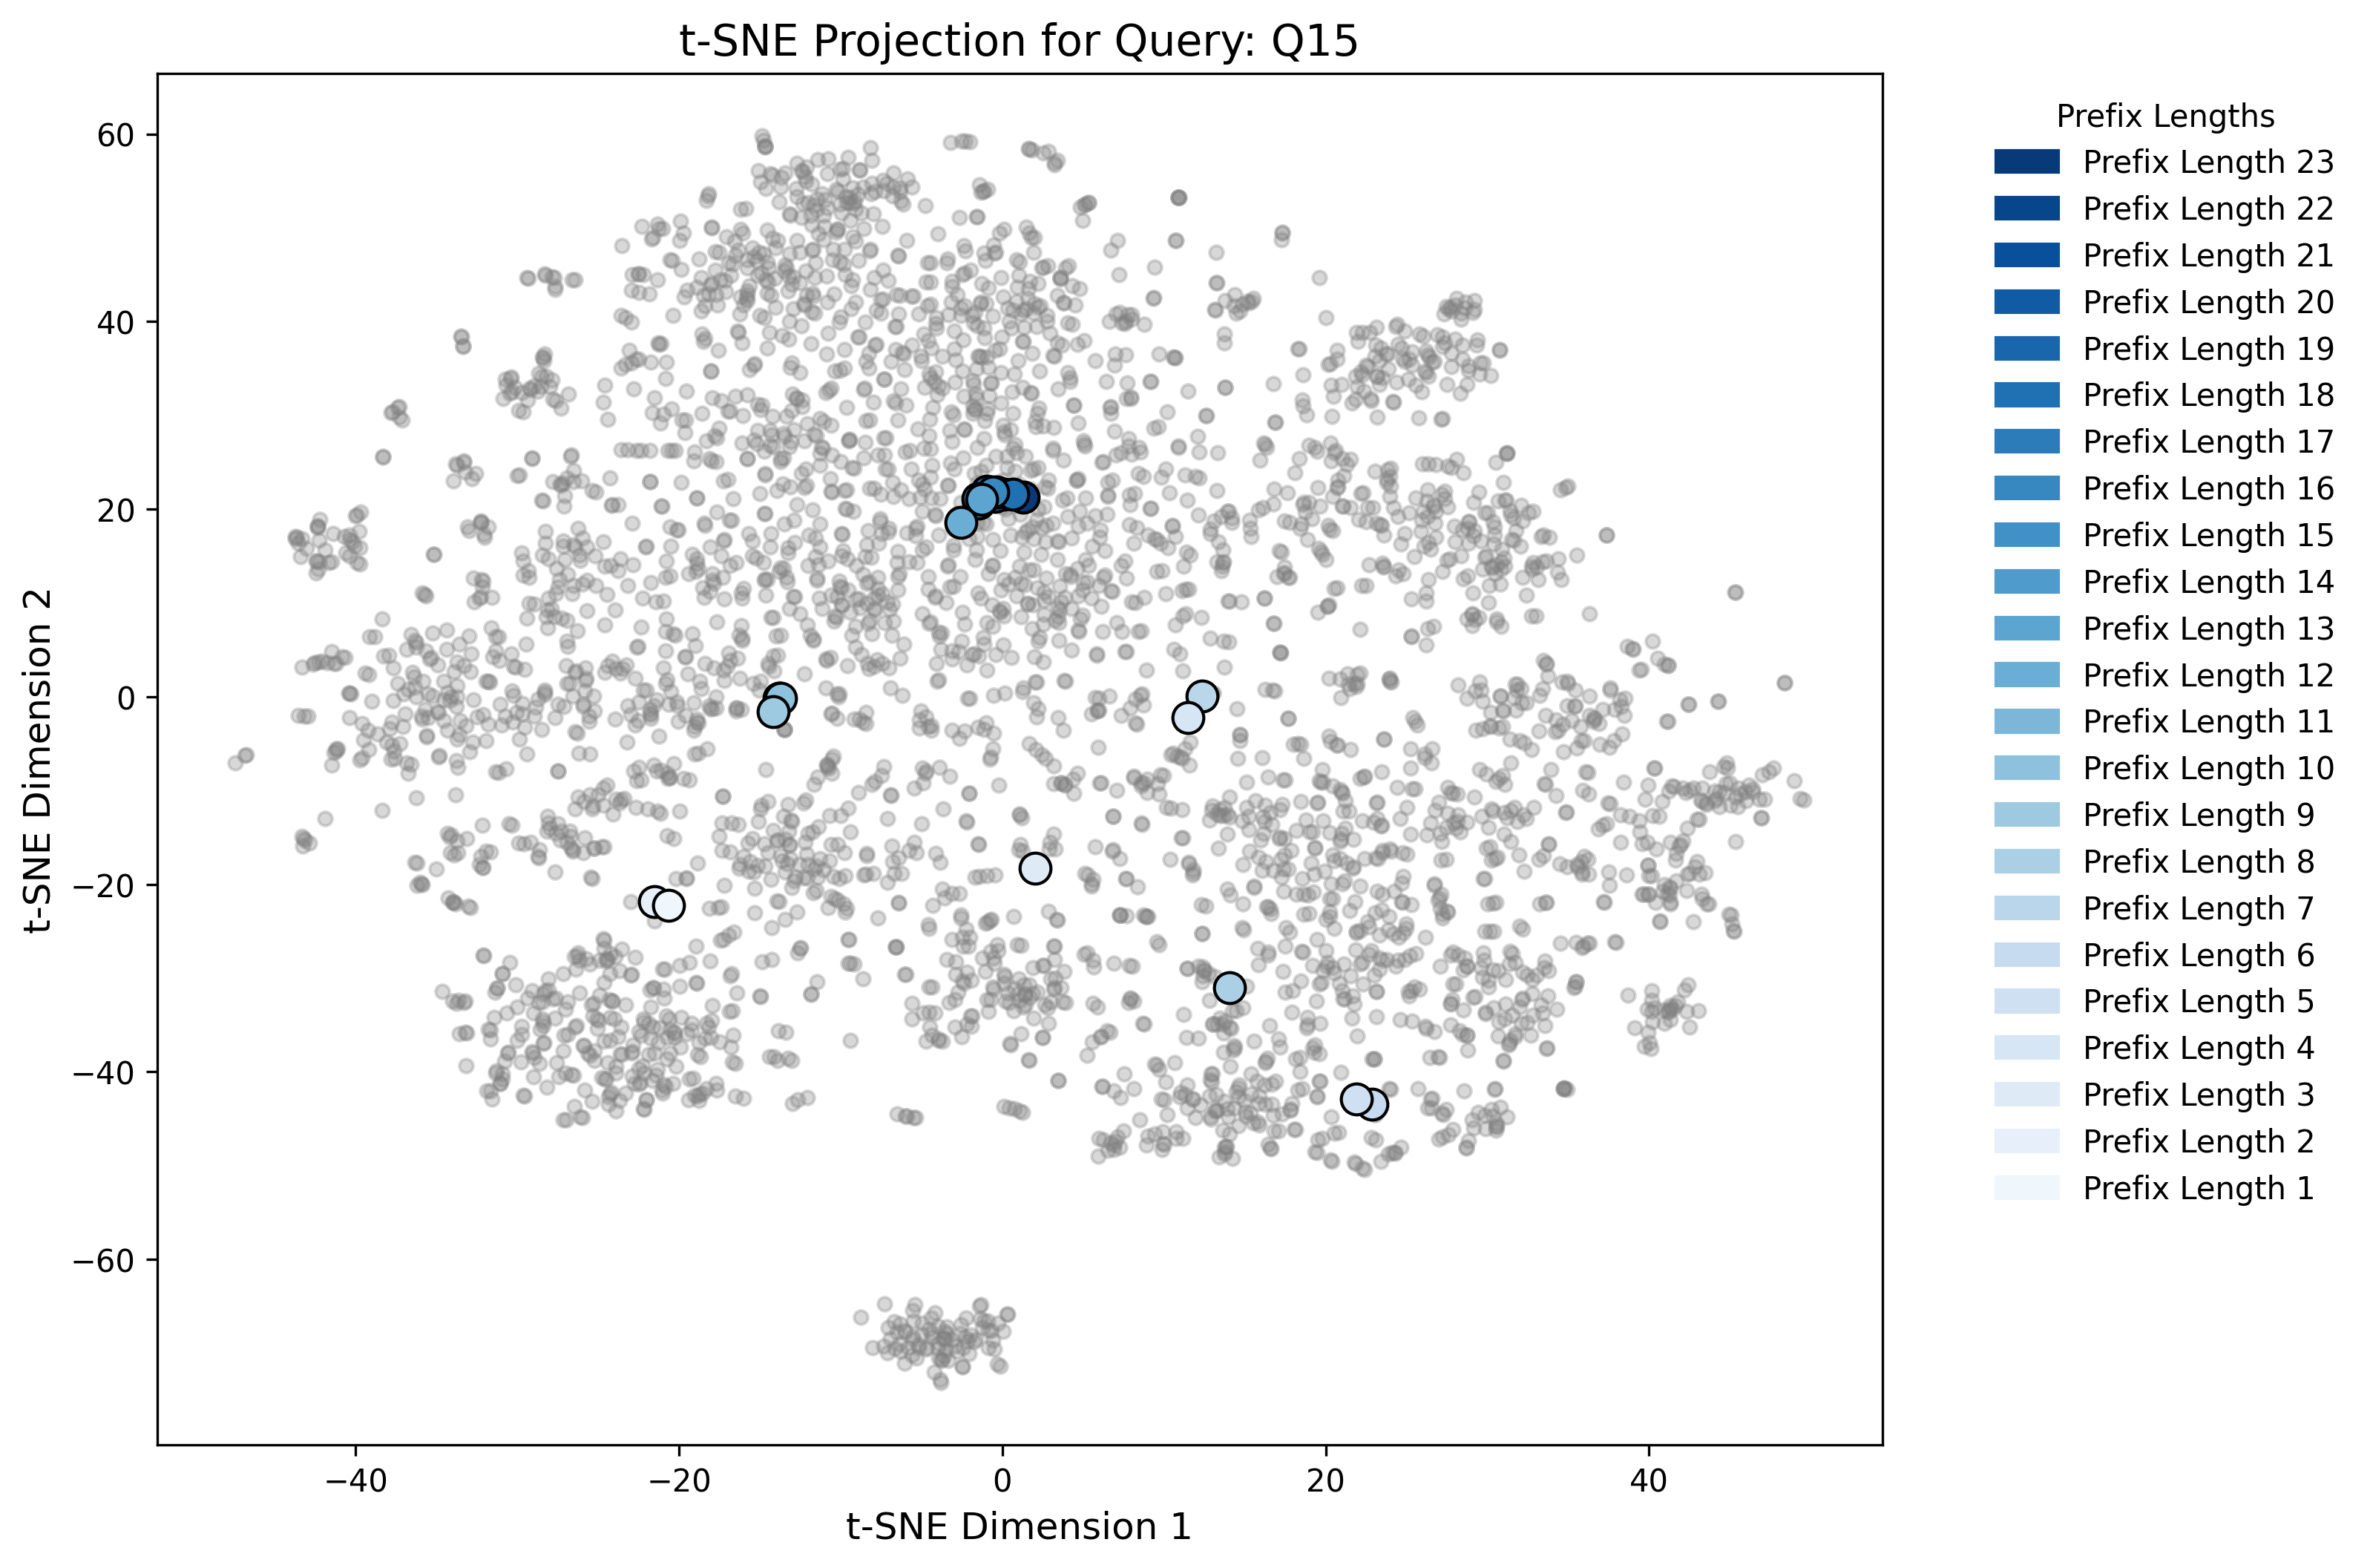 t-SNE Projection for Query: Q15
t-SNE Dimension 2
60
40
20
0
−20
−40
−60
−40
−20
0
20
40
t-SNE Dimension 1
Prefix Lengths
Prefix Length 23
Prefix Length 22
Prefix Length 21
Prefix Length 20
Prefix Length 19
Prefix Length 18
Prefix Length 17
Prefix Length 16
Prefix Length 15
Prefix Length 14
Prefix Length 13
Prefix Length 12
Prefix Length 11
Prefix Length 10
Prefix Length 9
Prefix Length 8
Prefix Length 7
Prefix Length 6
Prefix Length 5
Prefix Length 4
Prefix Length 3
Prefix Length 2
Prefix Length 1